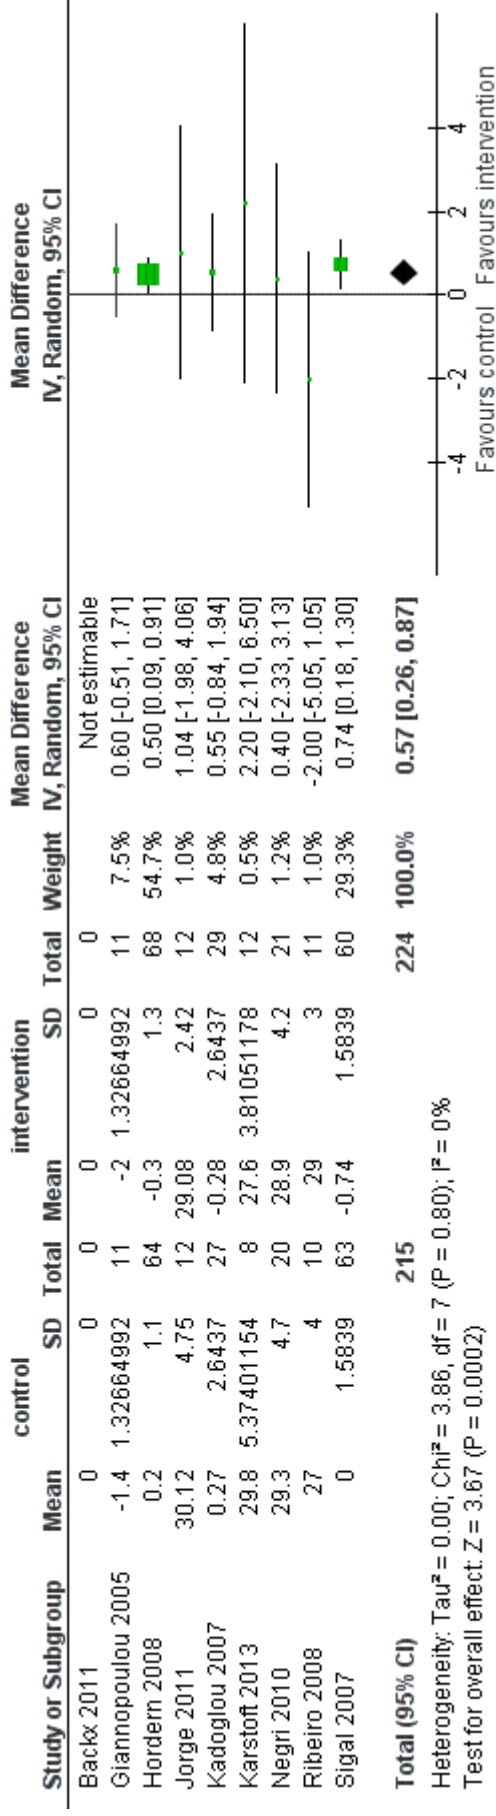 control intervention Mean Difference Mean Difference
Study or Subgroup Mean SD Total Mean SD Total Weight IV, Random, 95% CI IV, Random, 95% CI
Backx 2011 0 0 0 0 0 0 Not estimable
Giannopoulou 2005 -1.4 1.32664992 11 -2 1.32664992 11 7.5% 0.60 [-0.51, 1.71]
Hordern 2008 0.2 1.1 64 -0.3 1.3 68 54.7% 0.50 [0.09, 0.91]
Jorge 2011 30.12 4.75 12 29.08 2.42 12 1.0% 1.04 [-1.98, 4.06]
Kadoglou 2007 0.27 2.6437 27 -0.28 2.6437 29 4.8% 0.55 [-0.84, 1.94]
Karstoft 2013 29.8 5.37401154 8 27.6 3.81051178 12 0.5% 2.20 [-2.10, 6.50]
Negri 2010 29.3 4.7 20 28.9 4.2 21 1.2% 0.40 [-2.33, 3.13]
Ribeiro 2008 27 4 10 29 3 11 1.0% -2.00 [-5.05, 1.05]
Sigal 2007 0 1.5839 63 -0.74 1.5839 60 29.3% 0.74 [0.18, 1.30]
Total (95% CI) 215 224 100.0% 0.57 [0.26, 0.87]
Heterogeneity: Tau² = 0.00; Chi² = 3.86, df = 7 (P = 0.80); I² = 0%
Test for overall effect: Z = 3.67 (P = 0.0002)
-4 -2 0 2 4
Favours control Favours intervention